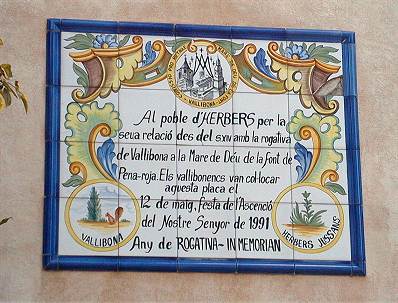 VALLIBONA
Al poble d'HERBERS per la
seua relació des del s.XIV amb la rogativa
de Vallibona a la Mare de Déu de la font de
Pena-roja. Els vallibonencs van col·locar
aquesta placa el
12 de maig, festa de l'Ascenció
del Nostre Senyor de 1991
Any de ROGATIVA - IN MEMORIAN
VALLIBONA
HERBERS JUSSANS